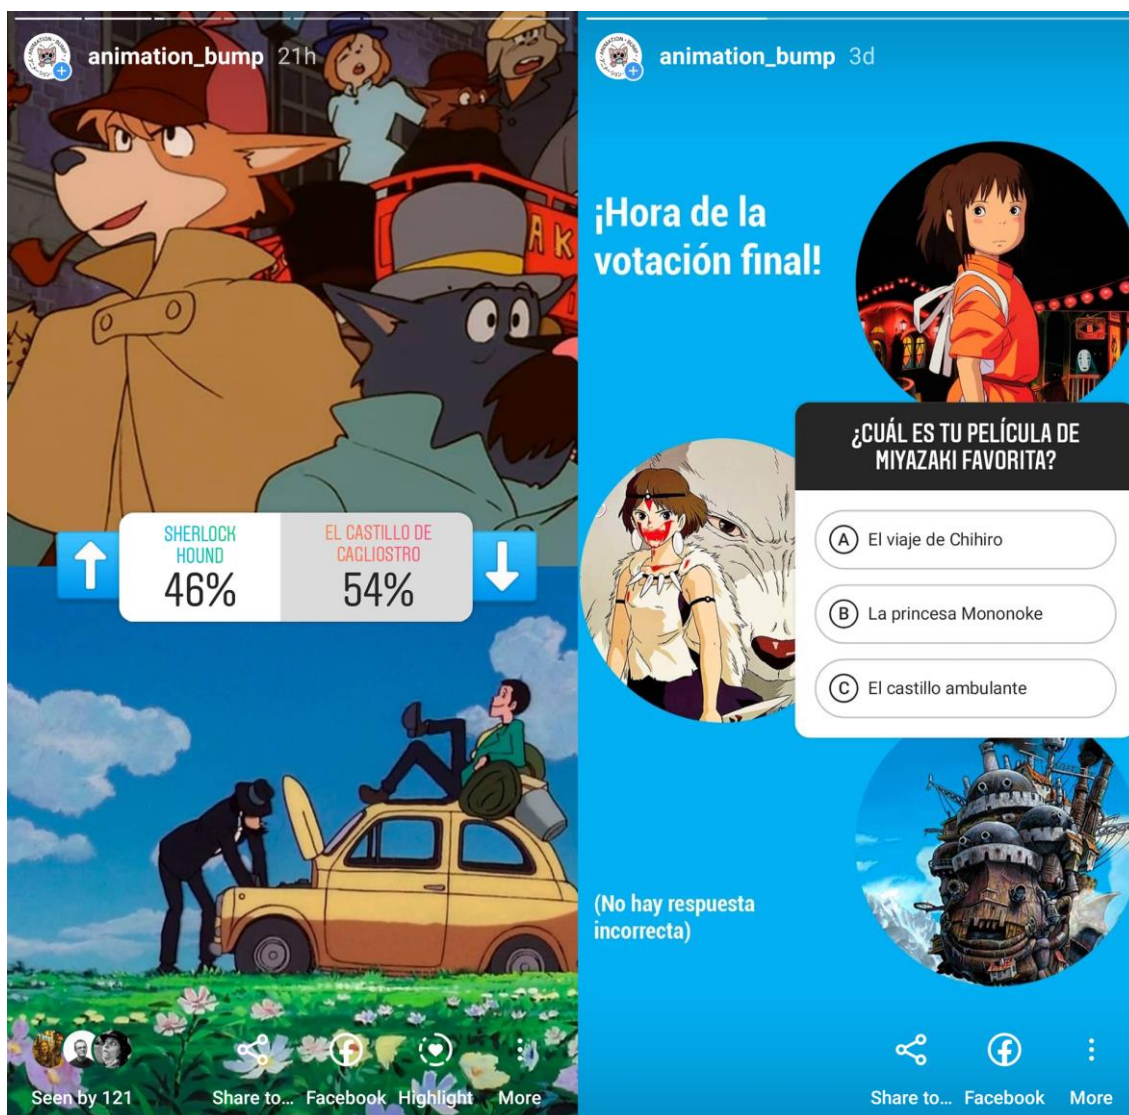 animation_bump 21h
AK
SHERLOCK
HOUND
46%
EL CASTILLO DE
CAGLIOSTRO
54%
Seen by 121
Share to...
Facebook
Highlight
More
animation_bump 3d
¡Hora de la
votación final!
¿CUÁL ES TU PELÍCULA DE
MIYAZAKI FAVORITA?
A El viaje de Chihiro
B La princesa Mononoke
C El castillo ambulante
(No hay respuesta
incorrecta)
Share to...
Facebook
More